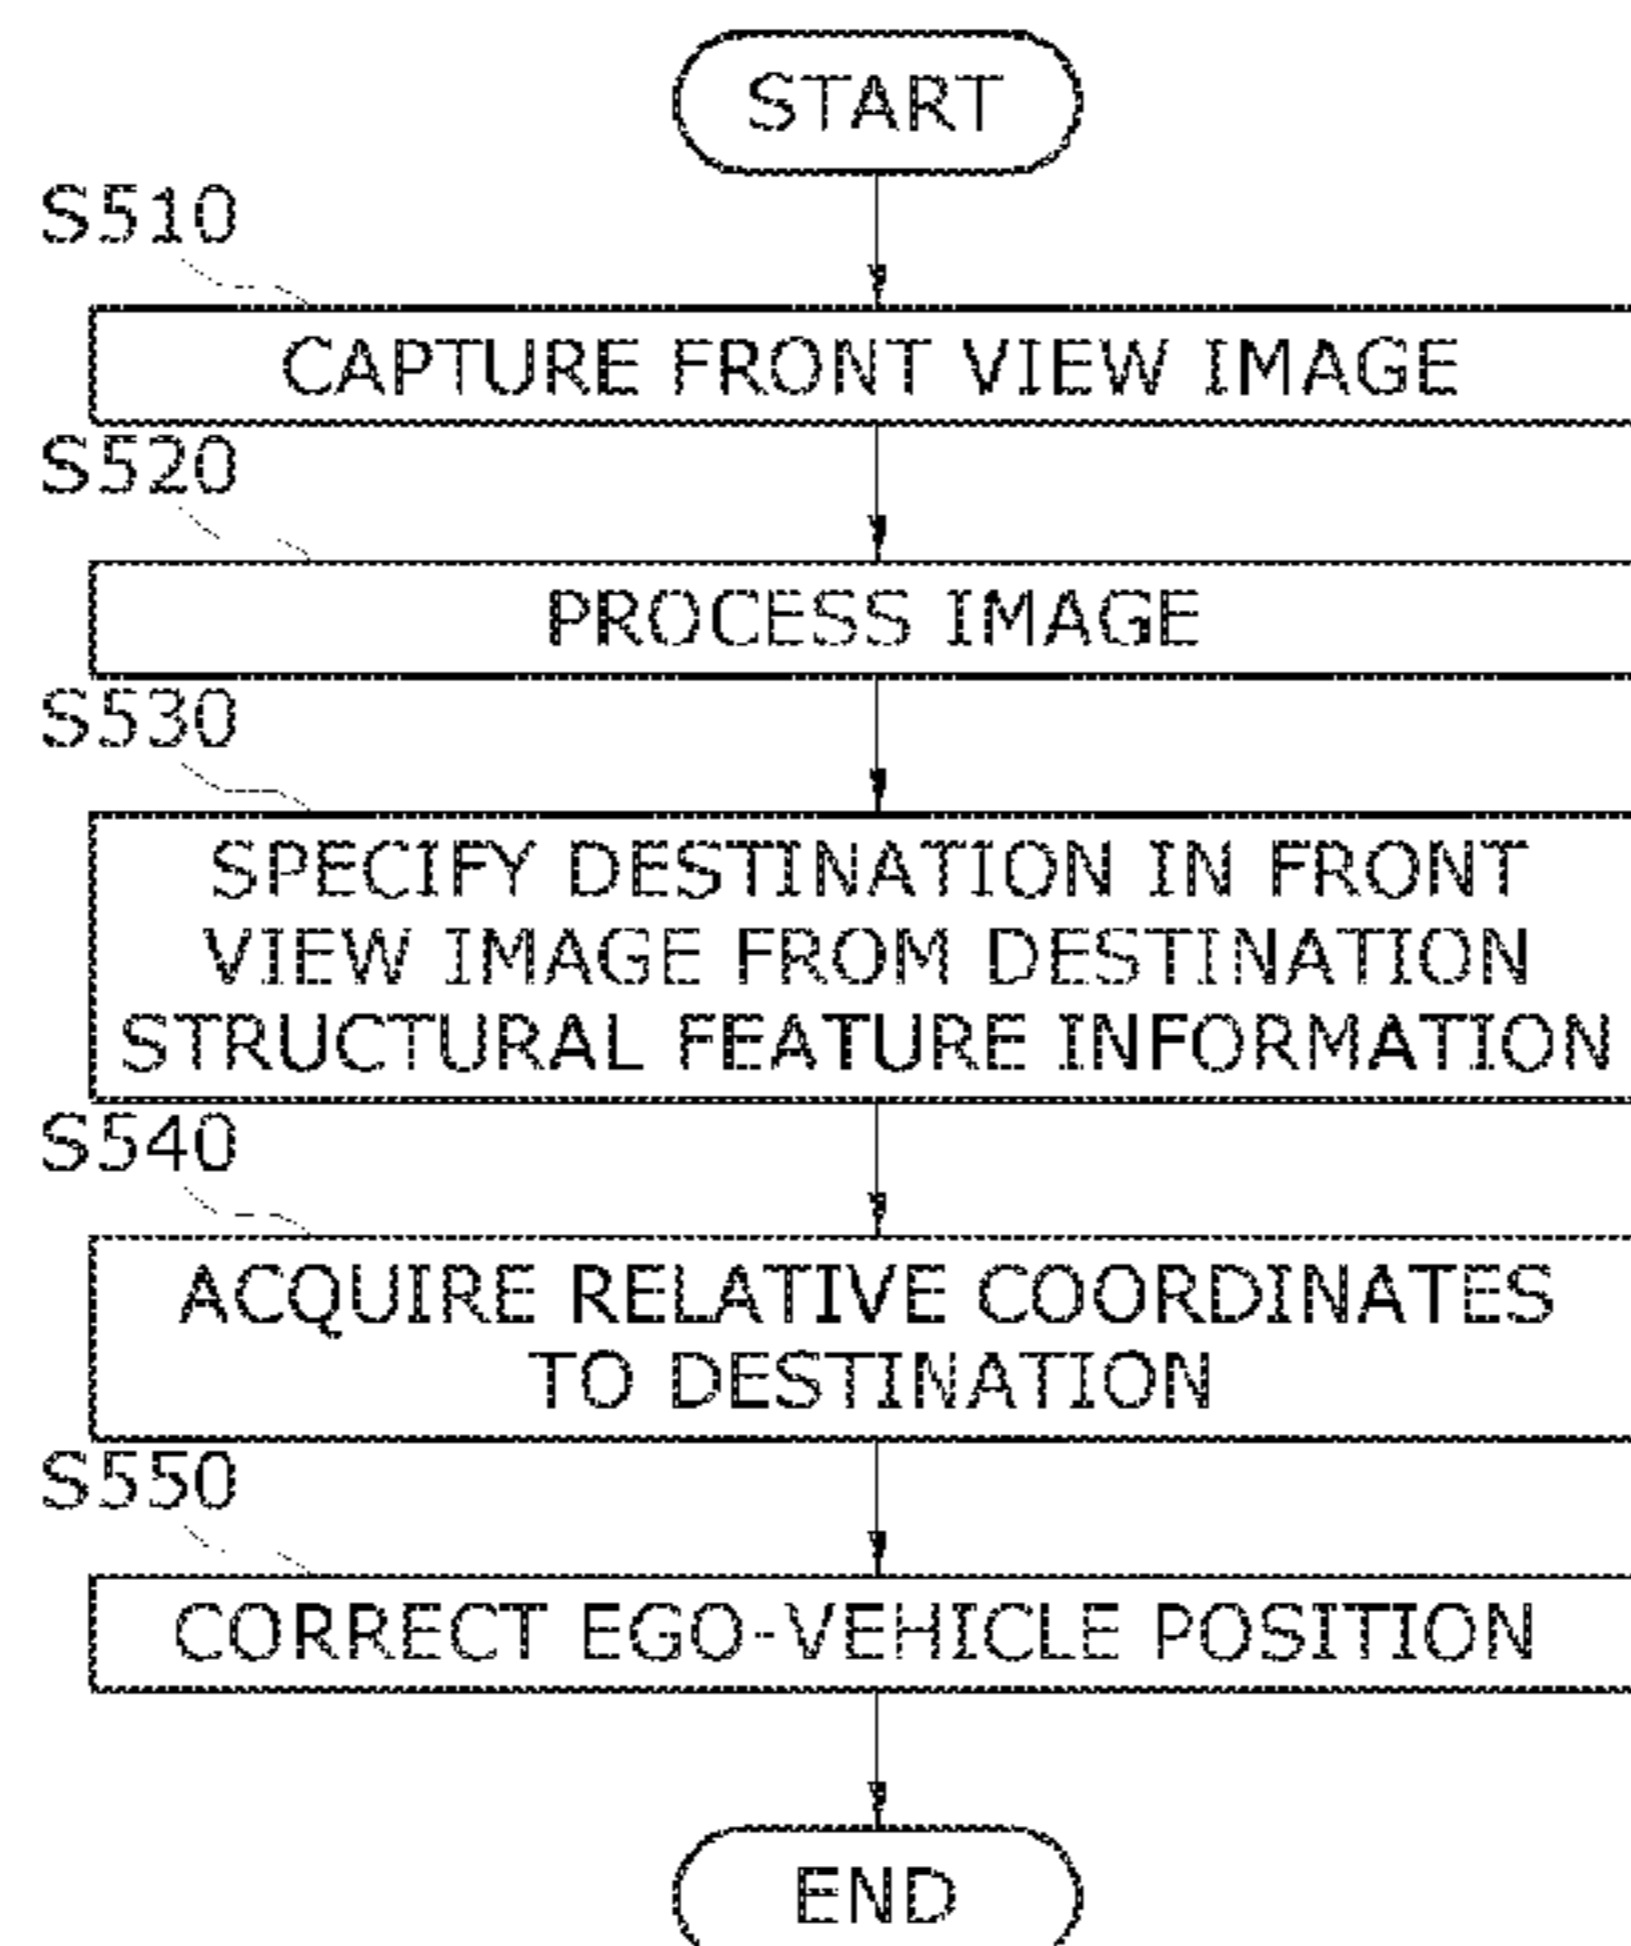 START
S510
CAPTURE FRONT VIEW IMAGE
S520
PROCESS IMAGE
S530
SPECIFY DESTINATION IN FRONT
VIEW IMAGE FROM DESTINATION
STRUCTURAL FEATURE INFORMATION
S540
ACQUIRE RELATIVE COORDINATES
TO DESTINATION
S550
CORRECT EGO-VEHICLE POSITION
END